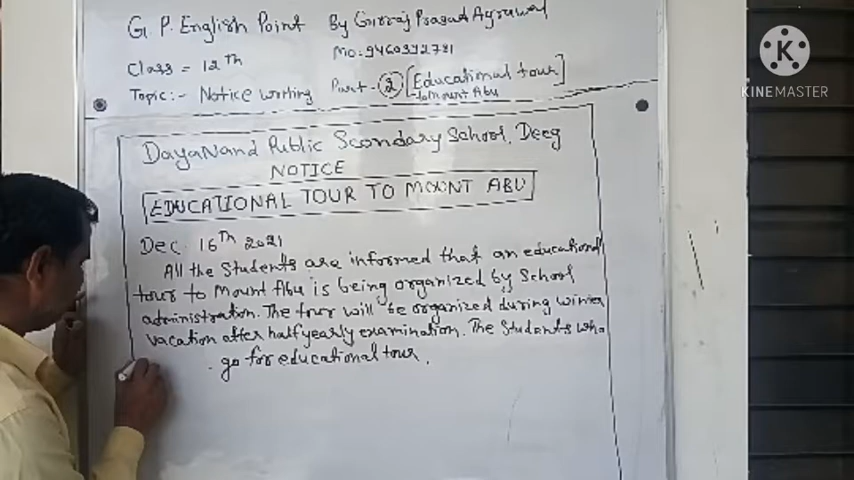 G. P. English Point By Girraj Prasad Agrawal
Class = 12th Mo-9460312781
Topic:- Notice writing Part-② [Educational tour to Mount Abu]
DayaNand Public Scondary School, Deeg
NOTICE
EDUCATIONAL TOUR TO MOUNT ABU
Dec. 16Th 2021
All the Students are informed that an educational
tour to Mount Abu is being organized by School
administration. The tour will be organized during winter
vacation after half yearly examination. The Students who
go for educational tour.
K
KINEMASTER